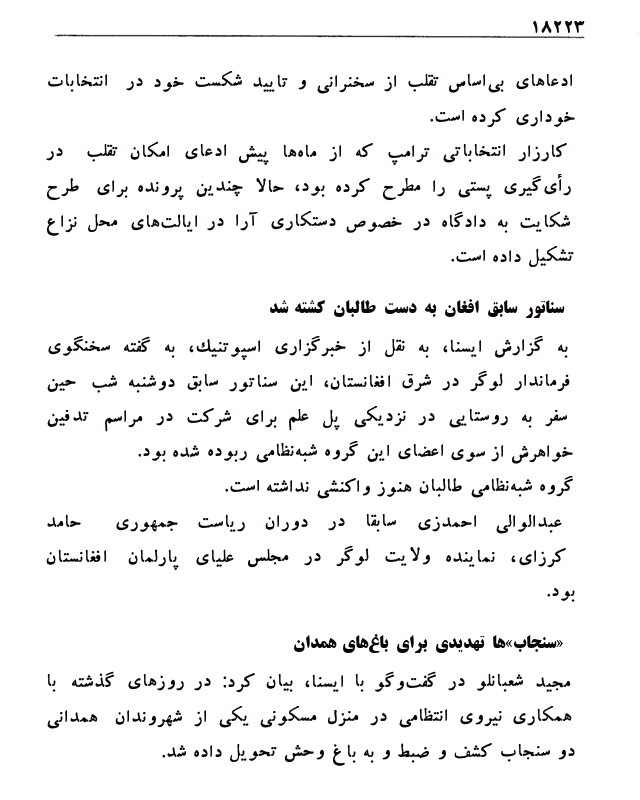 ۱۸۲۲۳
ادعاهای بی‌اساس تقلب از سخنرانی و تایید شکست خود در انتخابات
خوداری کرده است.
کارزار انتخاباتی ترامپ که از ماه‌ها پیش ادعای امکان تقلب در
رأی‌گیری پستی را مطرح کرده بود، حالا چندین پرونده برای طرح
شکایت به دادگاه در خصوص دستکاری آرا در ایالت‌های محل نزاع
تشکیل داده است.
سناتور سابق افغان به دست طالبان کشته شد
به گزارش ایسنا، به نقل از خبرگزاری اسپوتنیك، به گفته سخنگوی
فرماندار لوگر در شرق افغانستان، این سناتور سابق دوشنبه شب حین
سفر به روستایی در نزدیکی پل علم برای شرکت در مراسم تدفین
خواهرش از سوی اعضای این گروه شبه‌نظامی ربوده شده بود.
گروه شبه‌نظامی طالبان هنوز واکنشی نداشته است.
عبدالوالی احمدزی سابقا در دوران ریاست جمهوری حامد
کرزای، نماینده ولایت لوگر در مجلس علیای پارلمان افغانستان
بود.
«سنجاب»ها تهدیدی برای باغ‌های همدان
مجید شعبانلو در گفت‌وگو با ایسنا، بیان کرد: در روزهای گذشته با
همکاری نیروی انتظامی در منزل مسکونی یکی از شهروندان همدانی
دو سنجاب کشف و ضبط و به باغ وحش تحویل داده شد.